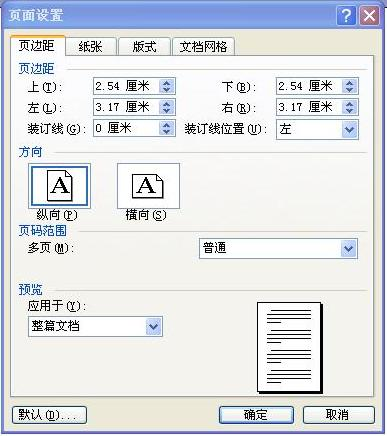 页面设置
页边距 纸张 版式 文档网格
页边距
上(T): 2.54 厘米 下(B): 2.54 厘米
左(L): 3.17 厘米 右(R): 3.17 厘米
装订线(G): 0 厘米 装订线位置(U): 左
方向
A A
纵向(P) 横向(S)
页码范围
多页(M): 普通
预览
应用于(Y):
整篇文档
默认(D)... 确定 取消